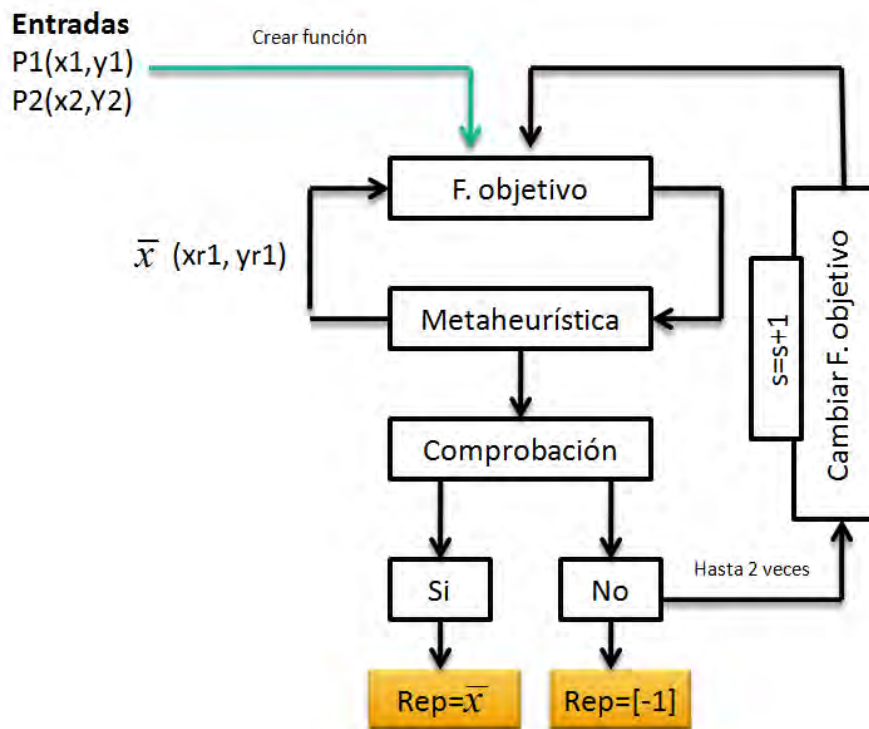 Entradas
P1(x1,y1)
P2(x2,Y2)
Crear función
F. objetivo
x̅ (xr1, yr1)
Metaheurística
s=s+1
Cambiar F. objetivo
Comprobación
Si
No
Hasta 2 veces
Rep=x̅
Rep=[-1]